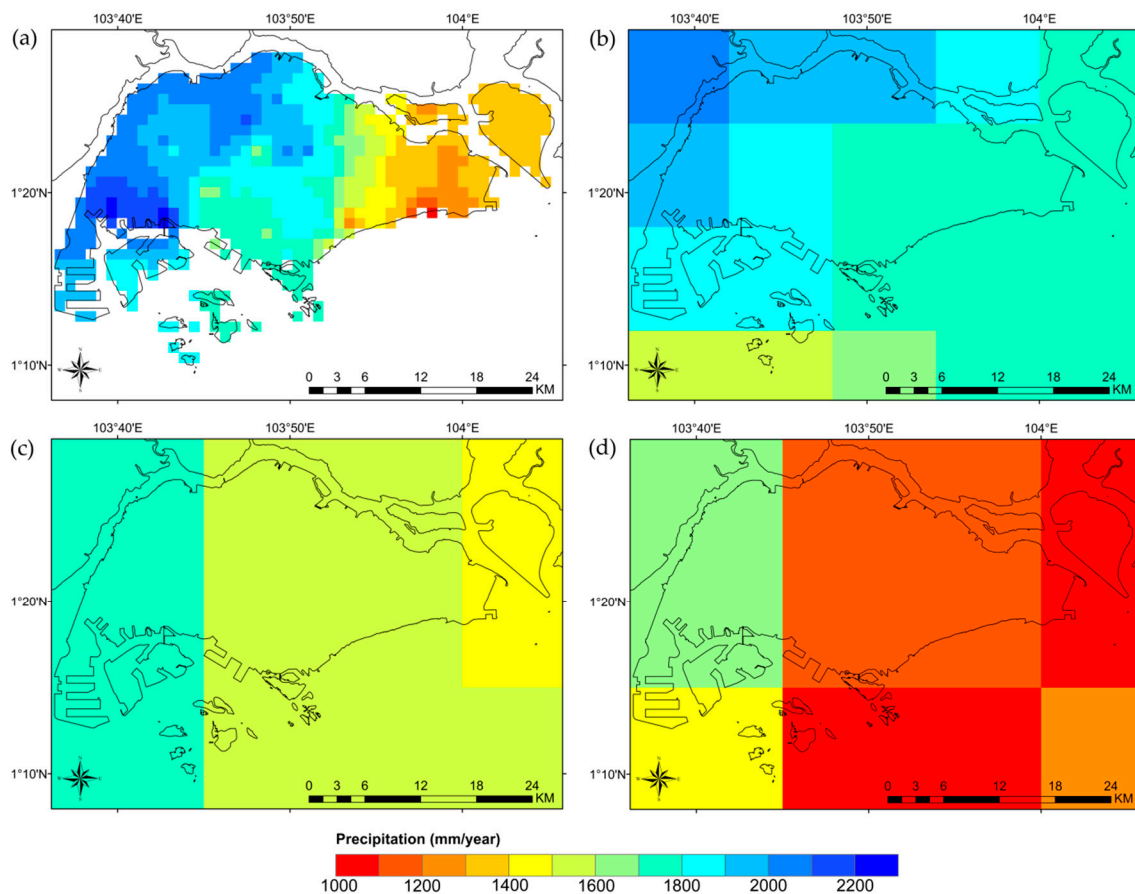 103°40'E 103°50'E 104°E 103°40'E 103°50'E 104°E
(a) (b)
1°20'N 1°20'N
1°10'N 1°10'N
N N
W E W E
S S
0 3 6 12 18 24 0 3 6 12 18 24
KM KM
103°40'E 103°50'E 104°E 103°40'E 103°50'E 104°E
(c) (d)
1°20'N 1°20'N
1°10'N 1°10'N
N N
W E W E
S S
0 3 6 12 18 24 0 3 6 12 18 24
KM KM
Precipitation (mm/year)
1000 1200 1400 1600 1800 2000 2200